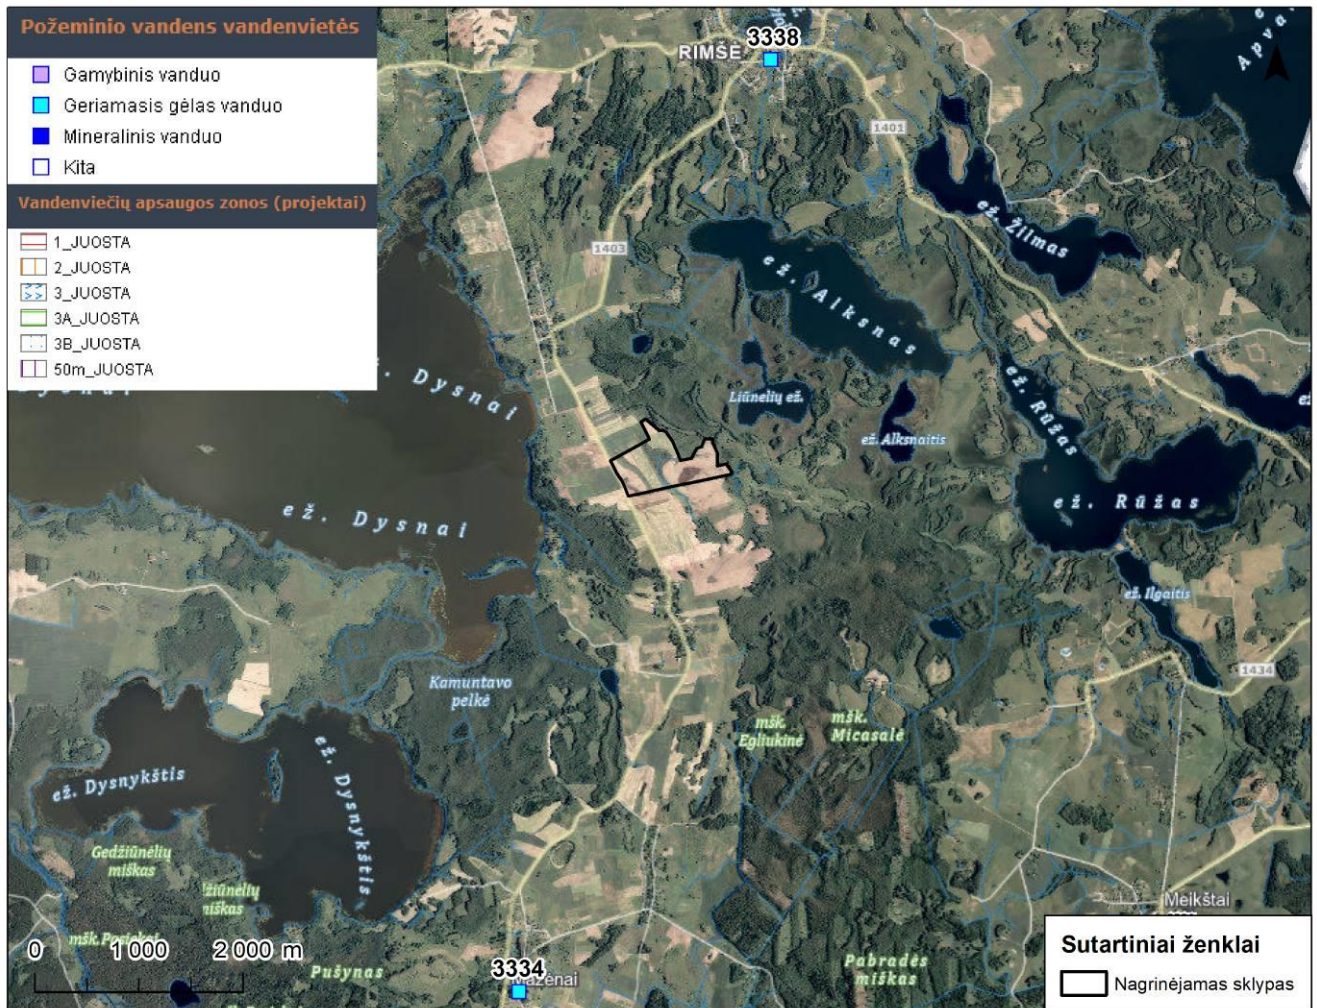 Požeminio vandens vandenvietės
Gamybinis vanduo
Geriamasis gėlas vanduo
Mineralinis vanduo
Kita
Vandenviečių apsaugos zonos (projektai)
1_JUOSTA
2_JUOSTA
3_JUOSTA
3A_JUOSTA
3B_JUOSTA
50m_JUOSTA
RIMŠĖ
3338
1401
1403
ež. Žilmas
ež. Alksnas
Dysnai
Liūnelių ež.
ež. Alksnaitis
ež. Rūžas
ež. Rūžas
ež. Dysnai
ež. Ilgaitis
1434
Kamuntavo
pelkė
mšk.
Egliukinė
mšk.
Micasalė
ež. Dysnykštis
ež. Dysnykštis
Gedžiūnėlių
miškas
Meikštai
Pušynas
Pabradės
miškas
0 1 000 2 000 m
3334
Sutartiniai ženklai
Nagrinėjamas sklypas